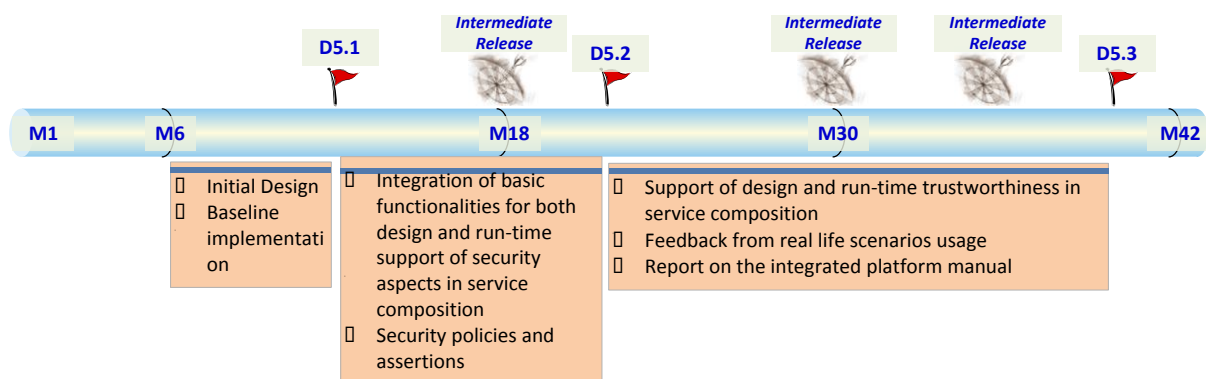 Intermediate
Release
Intermediate
Release
Intermediate
Release
D5.1
D5.2
D5.3
M1
M6
M18
M30
M42
Initial Design
Baseline
implementati
on
Integration of basic
functionalities for both
design and run-time
support of security
aspects in service
composition
Security policies and
assertions
Support of design and run-time trustworthiness in
service composition
Feedback from real life scenarios usage
Report on the integrated platform manual